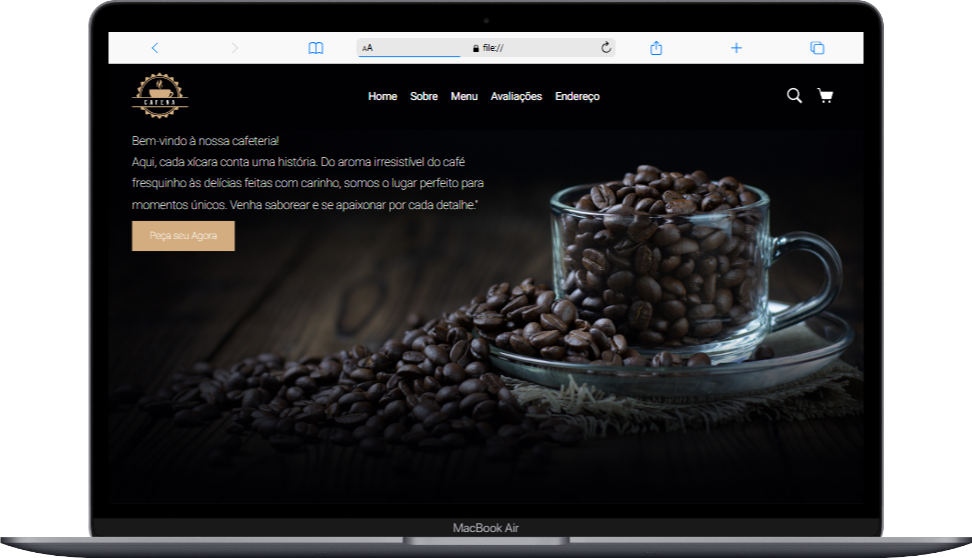 AA file://
CAFERS
Home Sobre Menu Avaliações Endereço
Bem-vindo à nossa cafeteria!
Aqui, cada xícara conta uma história. Do aroma irresistível do café
fresquinho às delícias feitas com carinho, somos o lugar perfeito para
momentos únicos. Venha saborear e se apaixonar por cada detalhe."
Peça seu Agora
MacBook Air